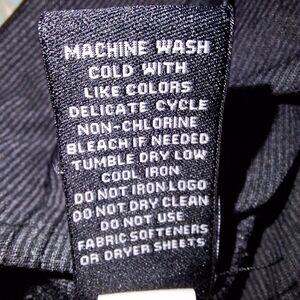 MACHINE WASH
COLD WITH
LIKE COLORS
DELICATE CYCLE
NON-CHLORINE
BLEACH IF NEEDED
TUMBLE DRY LOW
COOL IRON
DO NOT IRON LOGO
DO NOT DRY CLEAN
DO NOT USE
FABRIC SOFTENERS
OR DRYER SHEETS